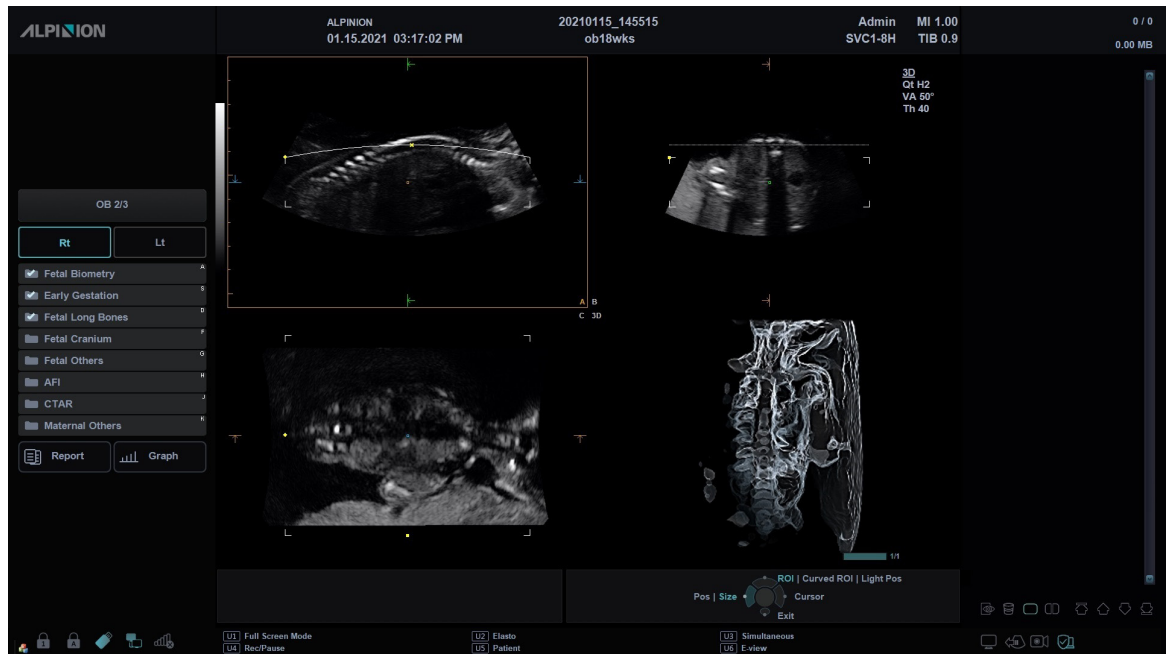 ALPINION
ALPINION 20210115_145515 Admin MI 1.00
01.15.2021 03:17:02 PM ob18wks SVC1-8H TIB 0.9
0 / 0
0.00 MB
3D
Qt H2
VA 50°
Th 40
OB 2/3
Rt Lt
Fetal Biometry A
Early Gestation S
Fetal Long Bones D
Fetal Cranium F
Fetal Others G
AFI H
CTAR J
Maternal Others K
Report Graph
A B
C 3D
1/1
ROI | Curved ROI | Light Pos
Pos | Size Cursor
Exit
U1 Full Screen Mode U2 Elasto U3 Simultaneous
U4 Rec/Pause U5 Patient U6 E-view